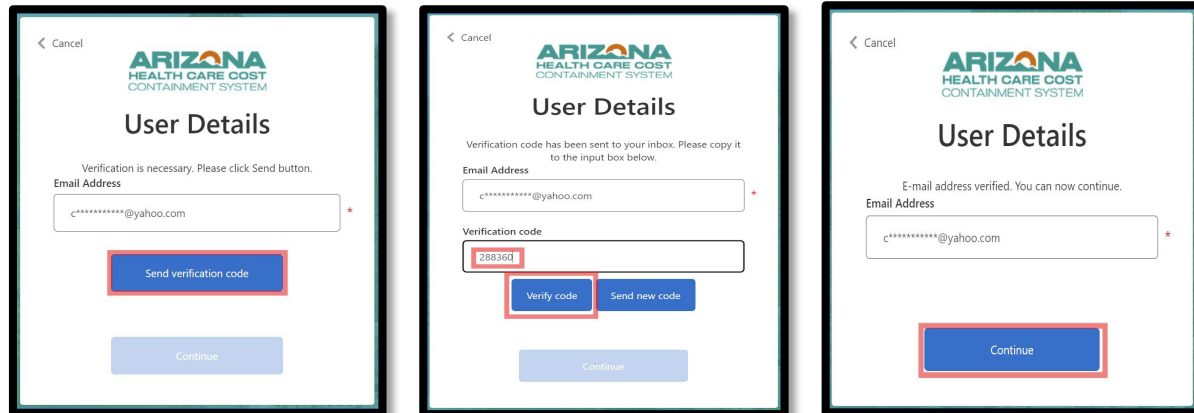 Cancel
ARIZONA
HEALTH CARE COST
CONTAINMENT SYSTEM
User Details
Verification is necessary. Please click Send button.
Email Address
c***********@yahoo.com
*
Send verification code
Continue
Cancel
ARIZONA
HEALTH CARE COST
CONTAINMENT SYSTEM
User Details
Verification code has been sent to your inbox. Please copy it
to the input box below.
Email Address
c***********@yahoo.com
*
Verification code
288360
Verify code
Send new code
Continue
Cancel
ARIZONA
HEALTH CARE COST
CONTAINMENT SYSTEM
User Details
E-mail address verified. You can now continue.
Email Address
c***********@yahoo.com
*
Continue